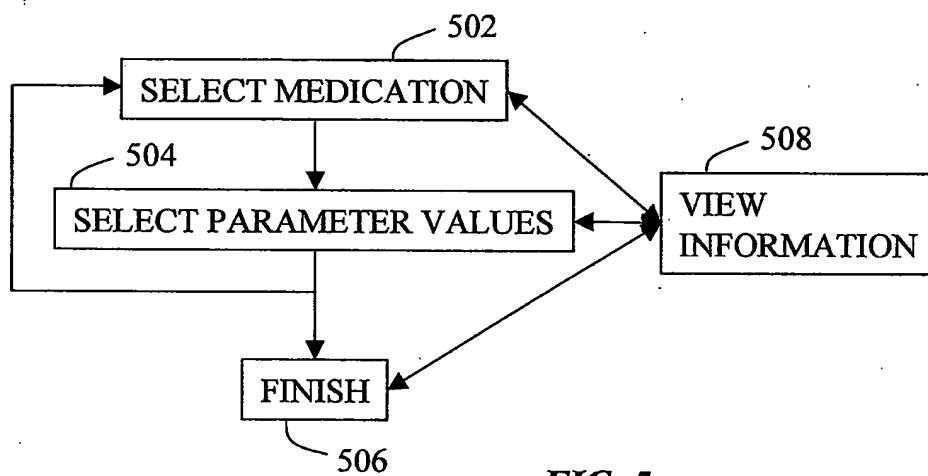 502
SELECT MEDICATION
504
508
SELECT PARAMETER VALUES
VIEW
INFORMATION
FINISH
506
FIG. 5